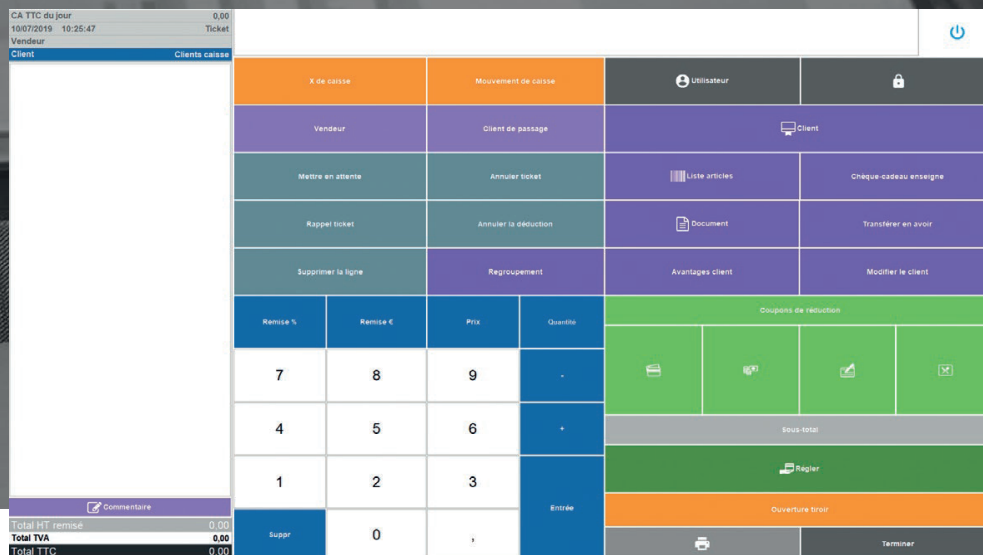 CA TTC du jour 0,00
10/07/2019 10:25:47 Ticket
Vendeur
Client Clients caisse
X de caisse Mouvement de caisse Utilisateur
Vendeur Client de passage Client
Mettre en attente Annuler ticket Liste articles Chèque-cadeau enseigne
Rappel ticket Annuler la déduction Document Transférer en avoir
Supprimer la ligne Regroupement Avantages client Modifier le client
Remise % Remise € Prix Quantité Coupons de réduction
7 8 9 -
4 5 6 + Sous-total
1 2 3 Régler
Commentaire Entrée Ouverture tiroir
Total HT remisé 0,00
Total TVA 0,00
Suppr 0 , Terminer
Total TTC 0,00